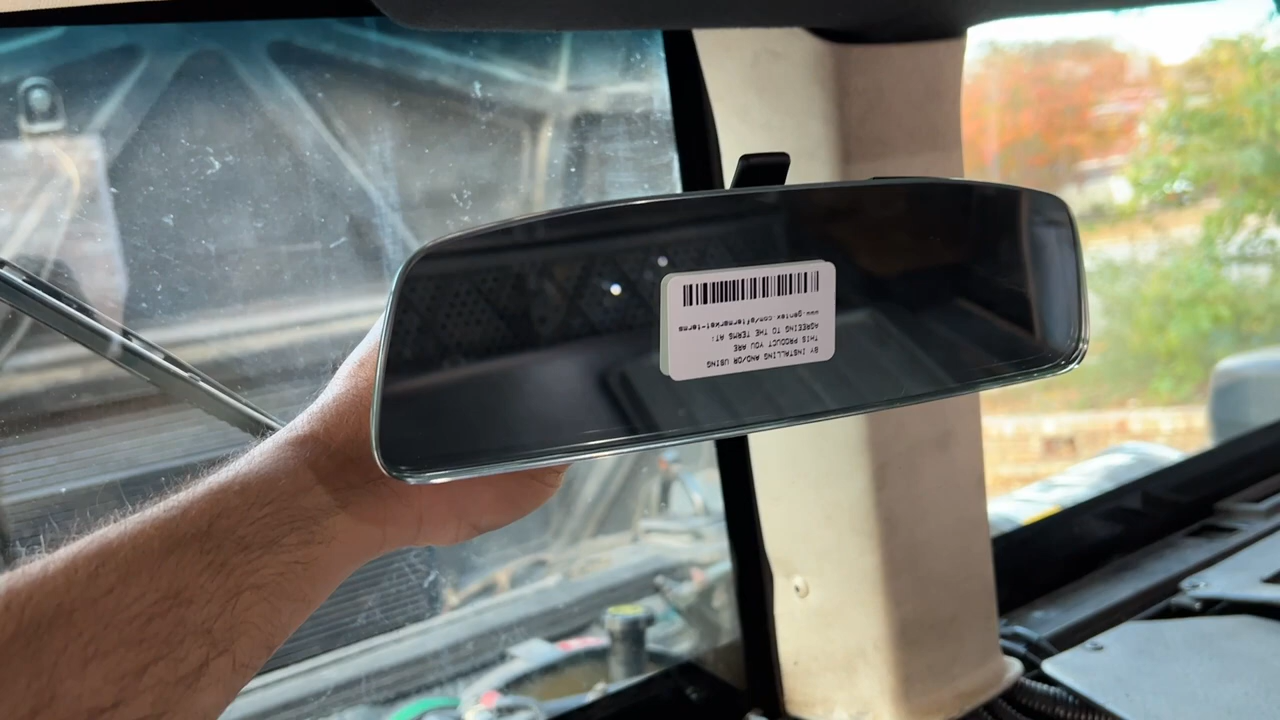 BY INSTALLING AND/OR USING
THIS PRODUCT YOU ARE
AGREEING TO THE TERMS AT:
www.gentex.com/aftermarket-terms